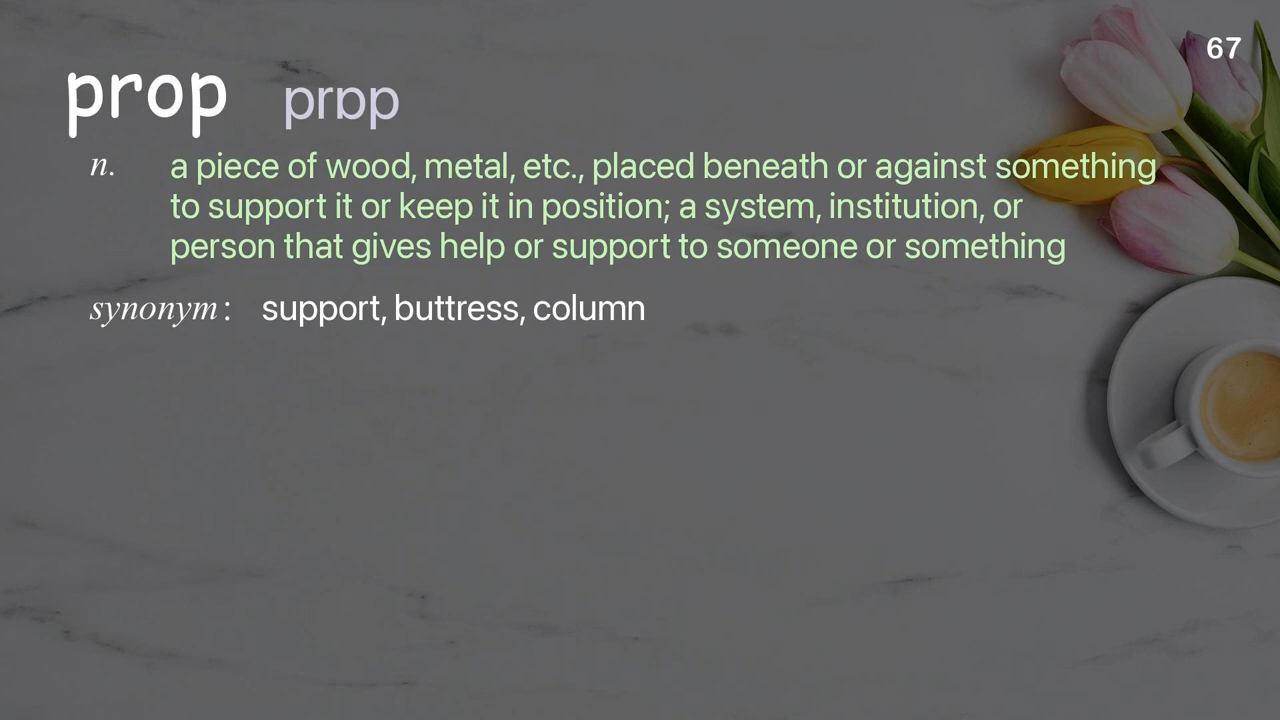 67
prop prɒp
n. a piece of wood, metal, etc., placed beneath or against something
to support it or keep it in position; a system, institution, or
person that gives help or support to someone or something
synonym: support, buttress, column